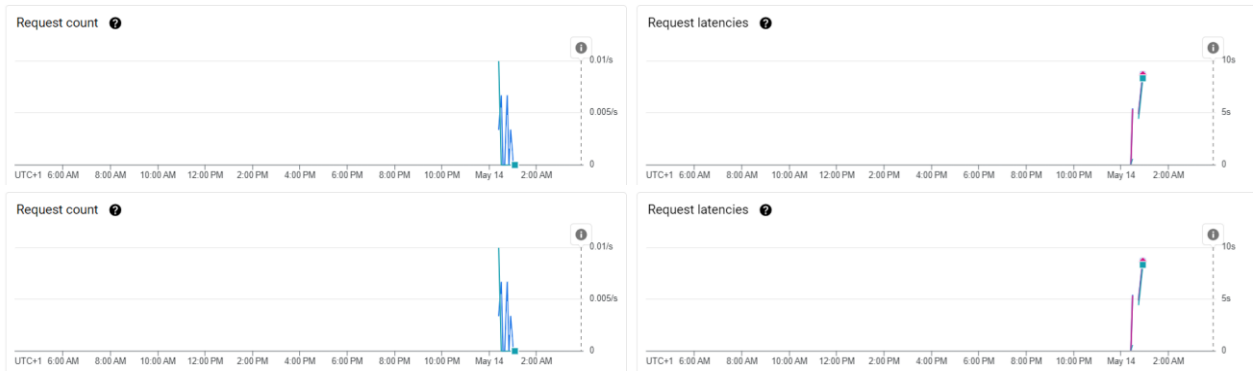 Request count ?
Request latencies ?
0.01/s
0.005/s
0
UTC+1 6:00 AM 8:00 AM 10:00 AM 12:00 PM 2:00 PM 4:00 PM 6:00 PM 8:00 PM 10:00 PM May 14 2:00 AM
10s
5s
0
UTC+1 6:00 AM 8:00 AM 10:00 AM 12:00 PM 2:00 PM 4:00 PM 6:00 PM 8:00 PM 10:00 PM May 14 2:00 AM
Request count ?
Request latencies ?
0.01/s
0.005/s
0
UTC+1 6:00 AM 8:00 AM 10:00 AM 12:00 PM 2:00 PM 4:00 PM 6:00 PM 8:00 PM 10:00 PM May 14 2:00 AM
10s
5s
0
UTC+1 6:00 AM 8:00 AM 10:00 AM 12:00 PM 2:00 PM 4:00 PM 6:00 PM 8:00 PM 10:00 PM May 14 2:00 AM